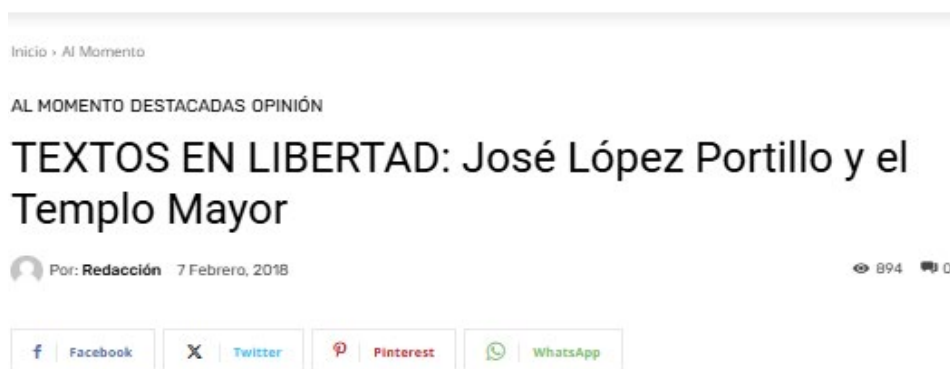 Inicio › Al Momento
AL MOMENTO DESTACADAS OPINIÓN
TEXTOS EN LIBERTAD: José López Portillo y el
Templo Mayor
Por: Redacción 7 Febrero, 2018 894 0
Facebook Twitter Pinterest WhatsApp